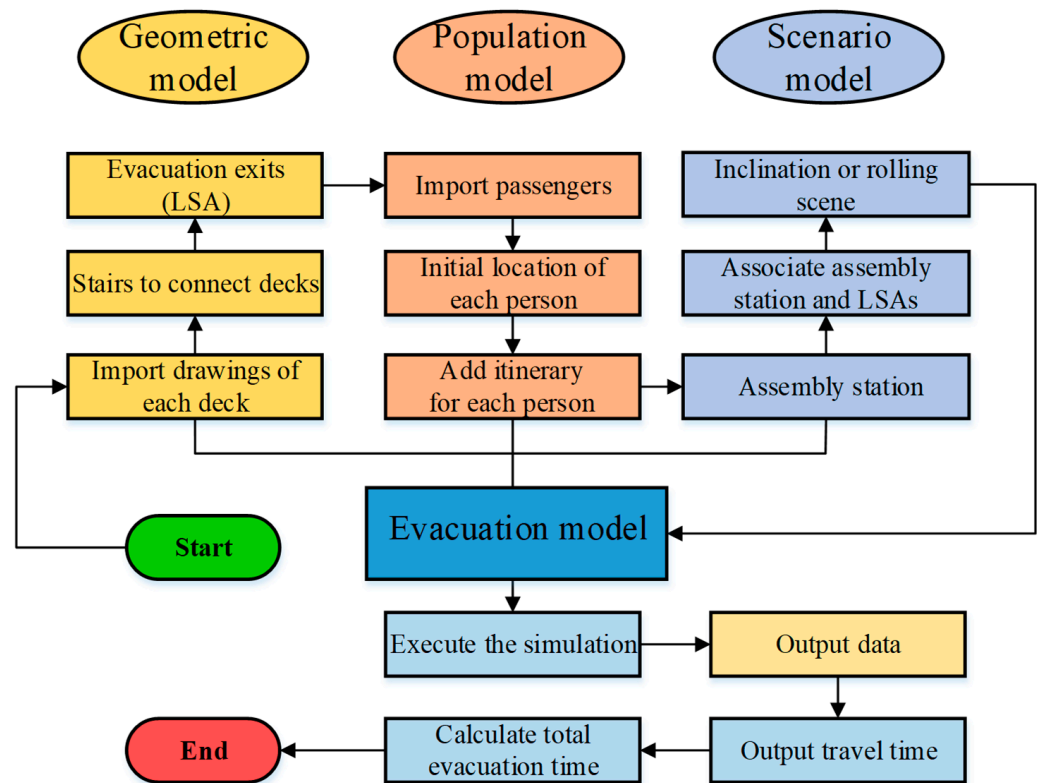 Geometric
model
Population
model
Scenario
model
Evacuation exits
(LSA)
Import passengers
Inclination or rolling
scene
Stairs to connect decks
Initial location of
each person
Associate assembly
station and LSAs
Import drawings of
each deck
Add itinerary
for each person
Assembly station
Evacuation model
Start
Execute the simulation
Output data
End
Calculate total
evacuation time
Output travel time